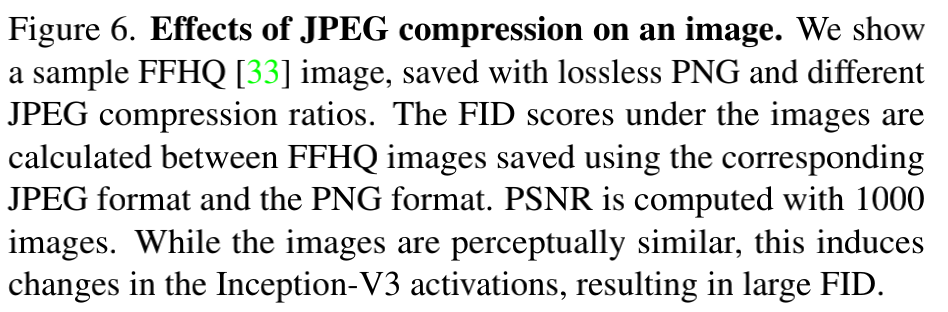 Figure 6. Effects of JPEG compression on an image. We show
a sample FFHQ [33] image, saved with lossless PNG and different
JPEG compression ratios. The FID scores under the images are
calculated between FFHQ images saved using the corresponding
JPEG format and the PNG format. PSNR is computed with 1000
images. While the images are perceptually similar, this induces
changes in the Inception-V3 activations, resulting in large FID.